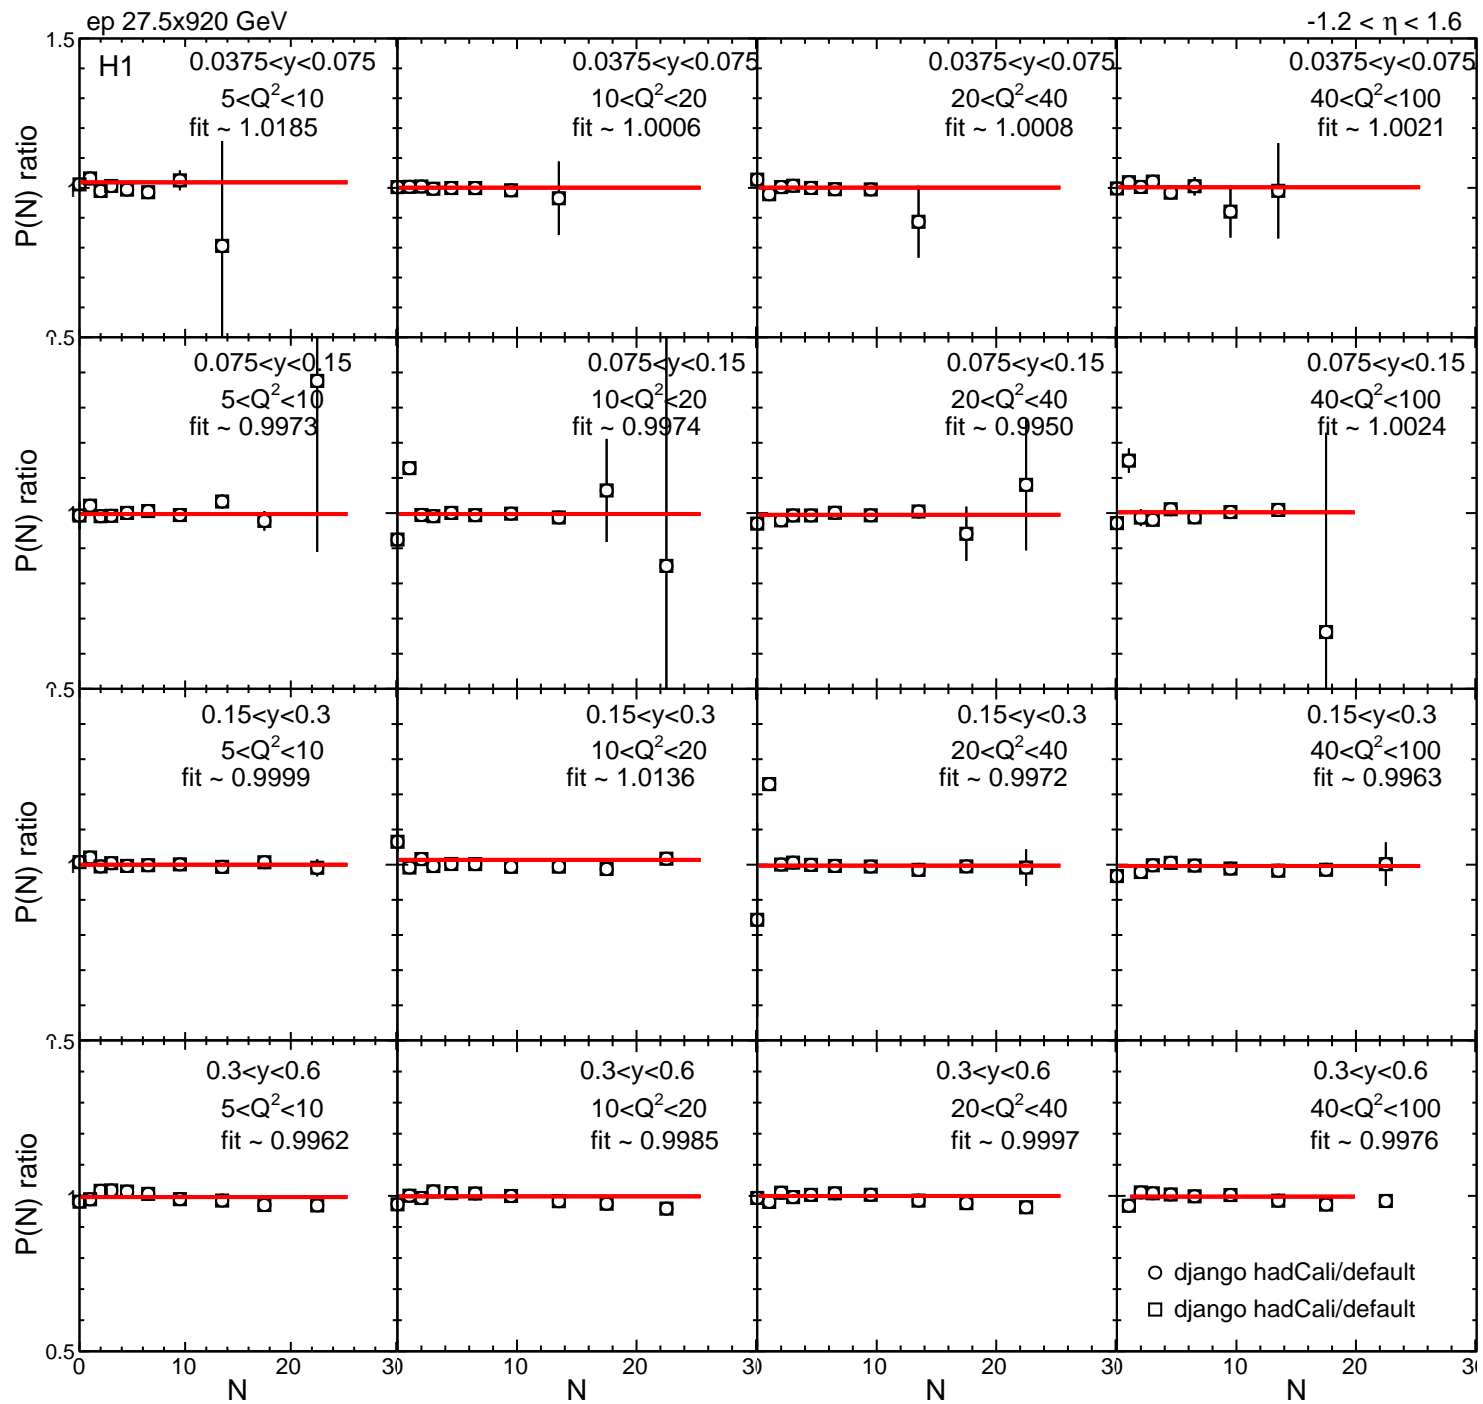 ep 27.5x920 GeV
-1.2 < η < 1.6
1.5
H1
0.0375<y<0.075
5<Q²<10
fit ~ 1.0185
0.0375<y<0.075
10<Q²<20
fit ~ 1.0006
0.0375<y<0.075
20<Q²<40
fit ~ 1.0008
0.0375<y<0.075
40<Q²<100
fit ~ 1.0021
P(N) ratio
1
0.075<y<0.15
5<Q²<10
fit ~ 0.9973
0.075<y<0.15
10<Q²<20
fit ~ 0.9974
0.075<y<0.15
20<Q²<40
fit ~ 0.9950
0.075<y<0.15
40<Q²<100
fit ~ 1.0024
P(N) ratio
1
0.15<y<0.3
5<Q²<10
fit ~ 0.9999
0.15<y<0.3
10<Q²<20
fit ~ 1.0136
0.15<y<0.3
20<Q²<40
fit ~ 0.9972
0.15<y<0.3
40<Q²<100
fit ~ 0.9963
P(N) ratio
1
0.3<y<0.6
5<Q²<10
fit ~ 0.9962
0.3<y<0.6
10<Q²<20
fit ~ 0.9985
0.3<y<0.6
20<Q²<40
fit ~ 0.9997
0.3<y<0.6
40<Q²<100
fit ~ 0.9976
P(N) ratio
1
django hadCali/default
django hadCali/default
0.5
0 10 20
10 20
10 20
10 20
N N N N